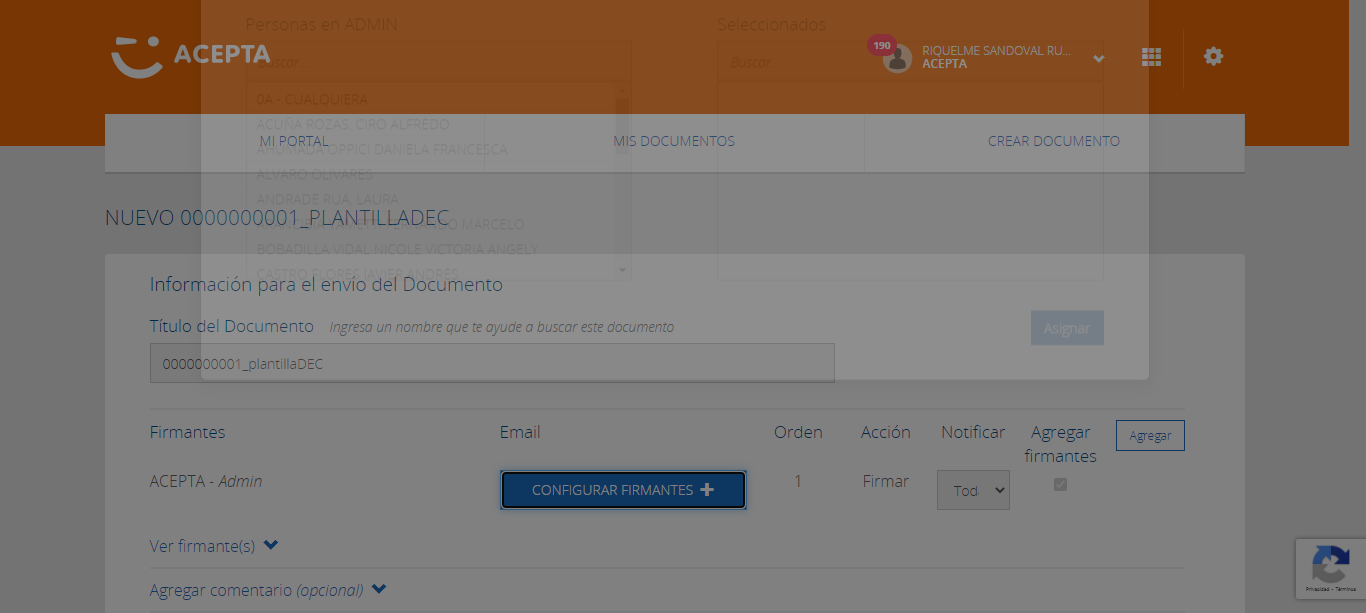 Personas en ADMIN
Seleccionados
ACEPTA
Buscar
Buscar
190
RIQUELME SANDOVAL RU...
ACEPTA
0A - CUALQUIERA
ACUÑA ROZAS, CIRO ALFREDO
MI PORTAL
MIS DOCUMENTOS
CREAR DOCUMENTO
AHUMADA OPPICI DANIELA FRANCESCA
ALVARO OLIVARES
ANDRADE RUA, LAURA
MARCELO
NUEVO 0000000001_PLANTILLADEC
BOBADILLA VIDAL NICOLE VICTORIA ANGELY
CASTRO FLORES JAVIER ANDRÉS
Información para el envío del Documento
Título del Documento Ingresa un nombre que te ayude a buscar este documento
Asignar
0000000001_plantillaDEC
Firmantes
Email
Orden
Acción
Notificar
Agregar firmantes
Agregar
ACEPTA - Admin
CONFIGURAR FIRMANTES
1
Firmar
Tod
Ver firmante(s)
Agregar comentario (opcional)
Privacidad - Términos